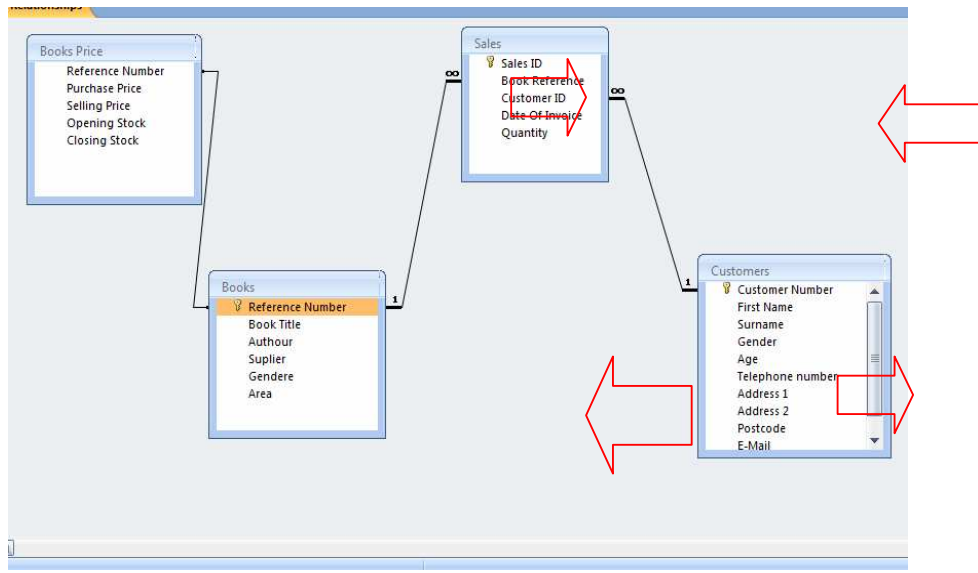 Relationships
Books Price
Reference Number
Purchase Price
Selling Price
Opening Stock
Closing Stock
Sales
Sales ID
Book Reference
Customer ID
Date Of Invoice
Quantity
∞
∞
Books
Reference Number
Book Title
Authour
Suplier
Gendere
Area
1
1
Customers
Customer Number
First Name
Surname
Gender
Age
Telephone number
Address 1
Address 2
Postcode
E-Mail